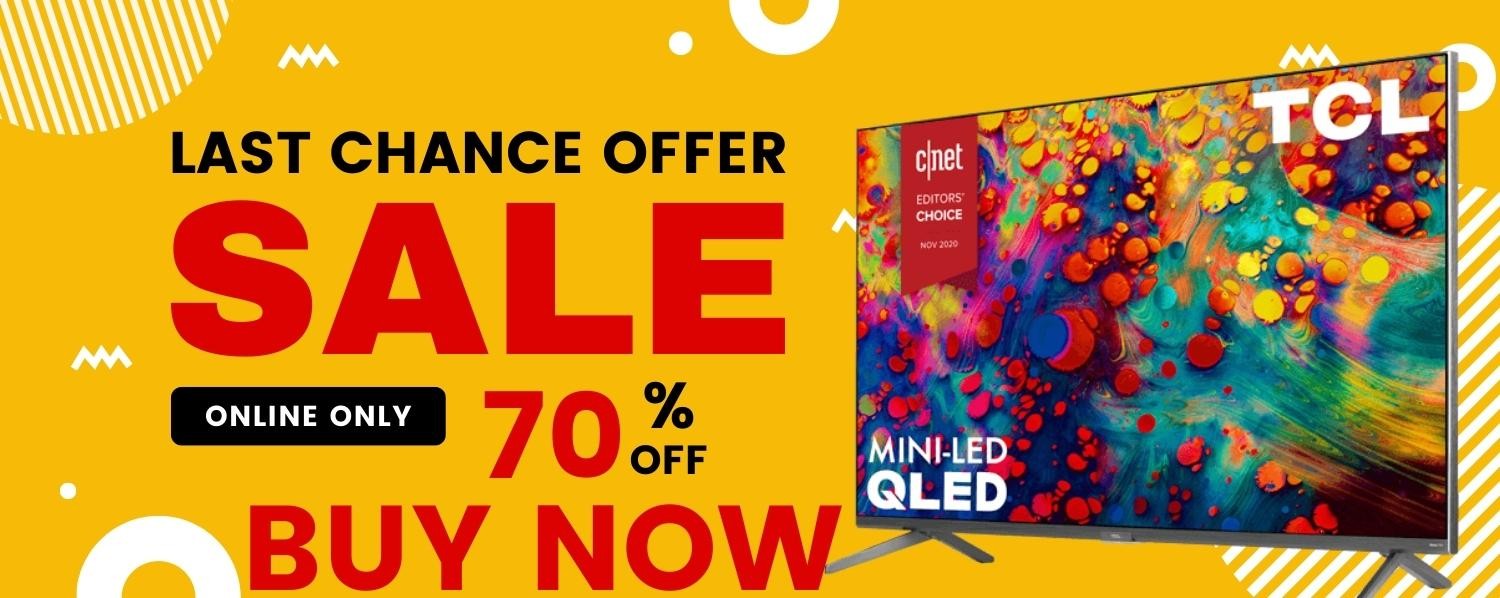 LAST CHANCE OFFER
SALE
ONLINE ONLY
70%
OFF
BUY NOW
TCL
c|net
EDITORS'
CHOICE
NOV 2020
MINI-LED
QLED